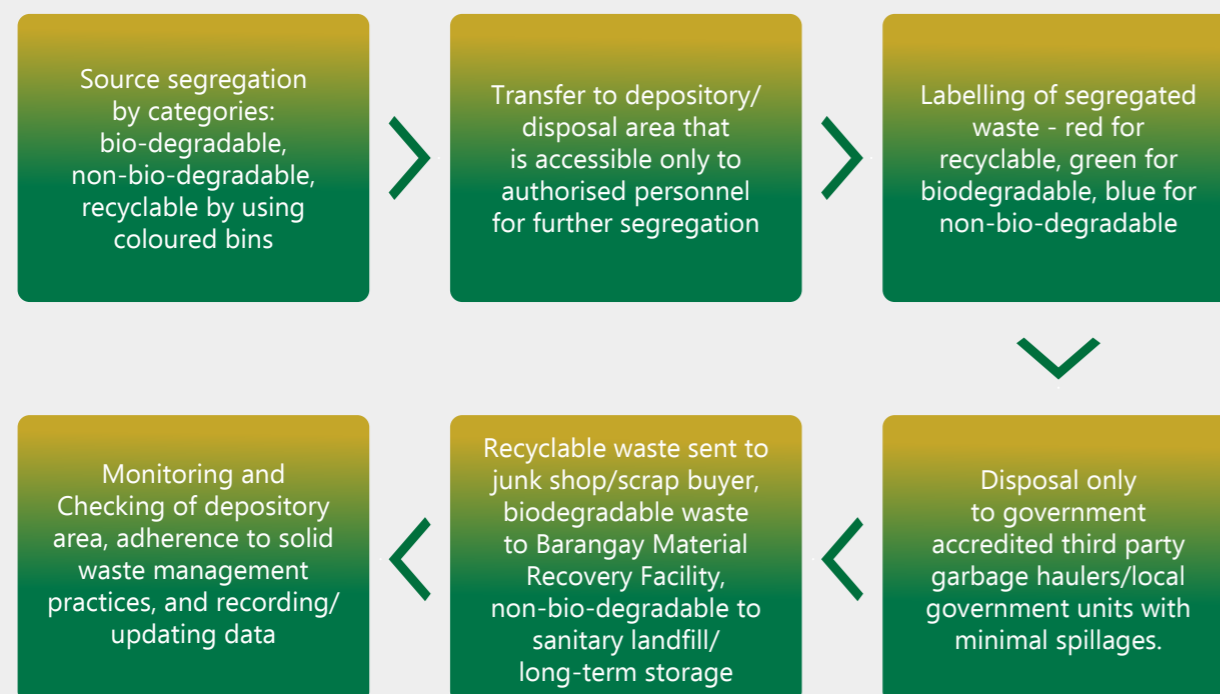 Source segregation
by categories:
bio-degradable,
non-bio-degradable,
recyclable by using
coloured bins
Transfer to depository/
disposal area that
is accessible only to
authorised personnel
for further segregation
Labelling of segregated
waste - red for
recyclable, green for
biodegradable, blue for
non-bio-degradable
Disposal only
to government
accredited third party
garbage haulers/local
government units with
minimal spillages.
Recyclable waste sent to
junk shop/scrap buyer,
biodegradable waste
to Barangay Material
Recovery Facility,
non-bio-degradable to
sanitary landfill/
long-term storage
Monitoring and
Checking of depository
area, adherence to solid
waste management
practices, and recording/
updating data